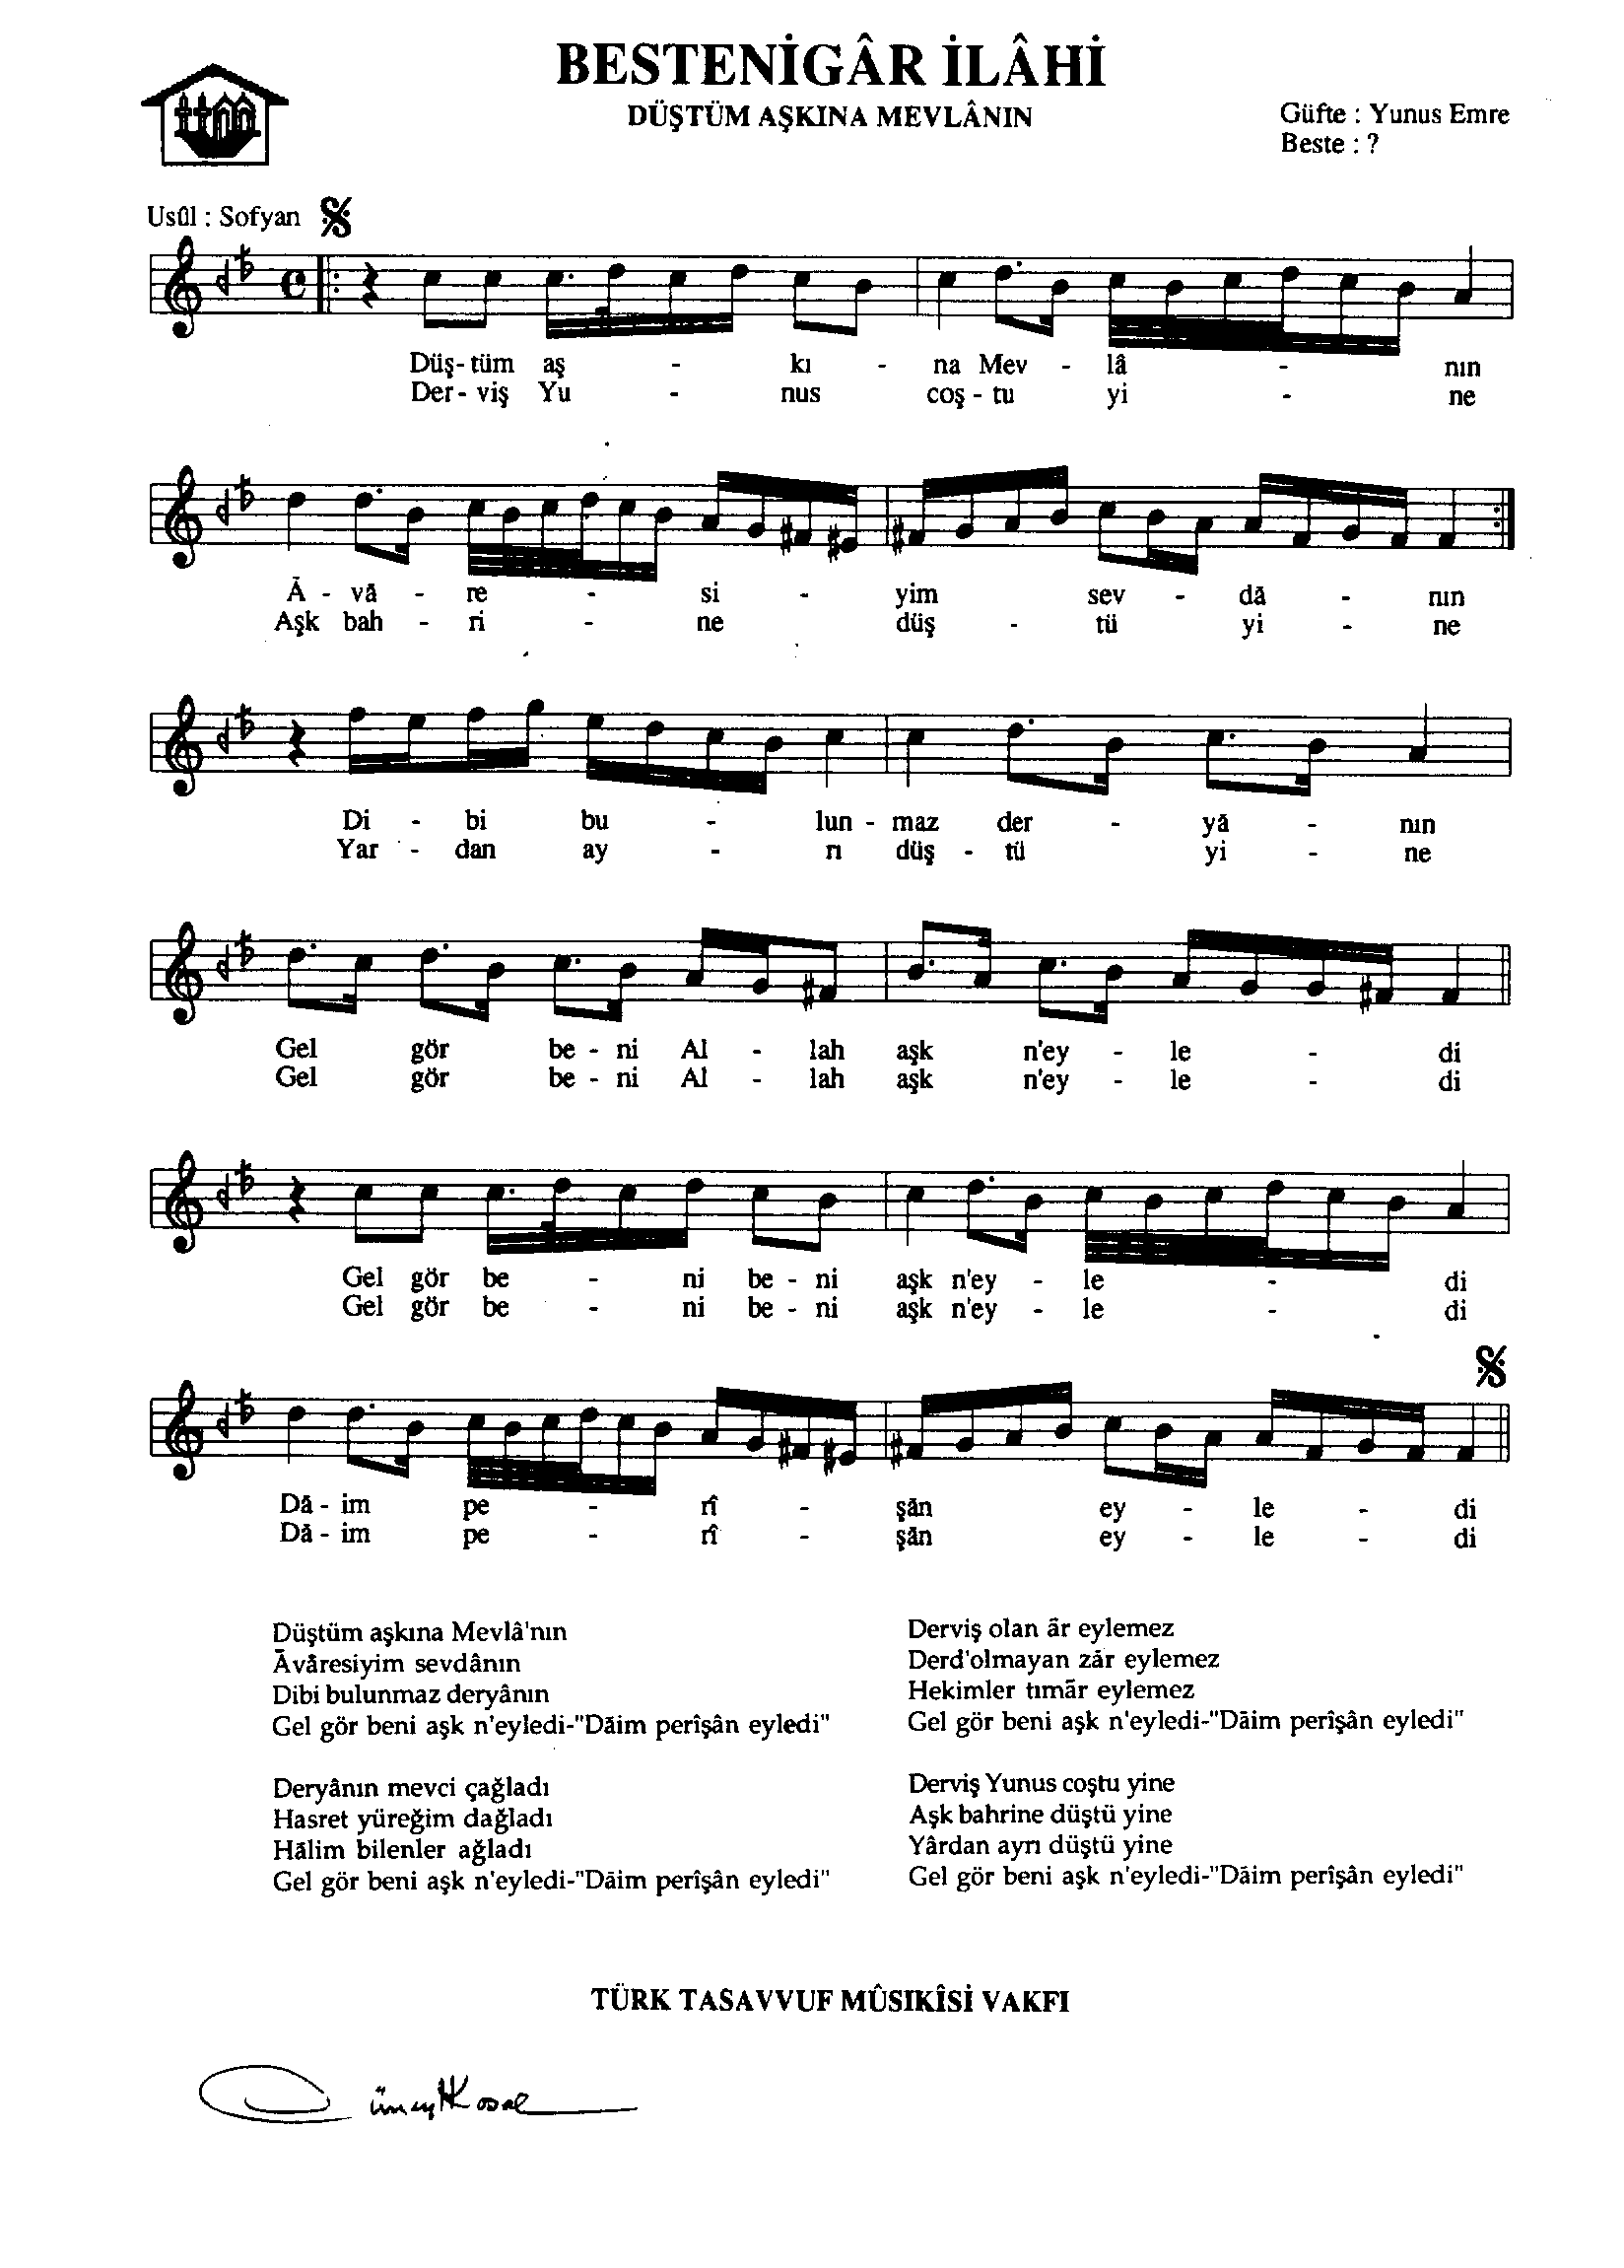 BESTENİGÂR İLÂHİ
DÜŞTÜM AŞKINA MEVLÂNIN
Güfte : Yunus Emre
Beste : ?
ttmv
Usûl : Sofyan
Düş- tüm aş - kı - na Mev - lâ - nın
Der- viş Yu - nus coş - tu yi - ne
Ā - vā - re - si - yim sev - dā - nın
Aşk bah - ri - ne düş - tü yi - ne
Di - bi bu - lun - maz der - yā - nın
Yar - dan ay - rı düş - tü yi - ne
Gel gör be - ni Al - lah aşk n'ey - le - di
Gel gör be - ni Al - lah aşk n'ey - le - di
Gel gör be - ni be - ni aşk n'ey - le - di
Gel gör be - ni be - ni aşk n'ey - le - di
Dā - im pe - rî - şān ey - le - di
Dā - im pe - rî - şān ey - le - di
Düştüm aşkına Mevlâ'nın
Āvāresiyim sevdânın
Dibi bulunmaz deryânın
Gel gör beni aşk n'eyledi-"Dāim perîşân eyledi"
Deryânın mevci çağladı
Hasret yüreğim dağladı
Hālim bilenler ağladı
Gel gör beni aşk n'eyledi-"Dāim perîşân eyledi"
Derviş olan ār eylemez
Derd'olmayan zār eylemez
Hekimler tımār eylemez
Gel gör beni aşk n'eyledi-"Dāim perîşân eyledi"
Derviş Yunus coştu yine
Aşk bahrine düştü yine
Yârdan ayrı düştü yine
Gel gör beni aşk n'eyledi-"Dāim perîşân eyledi"
TÜRK TASAVVUF MÛSIKÎSİ VAKFI
Cüneyt Kosal